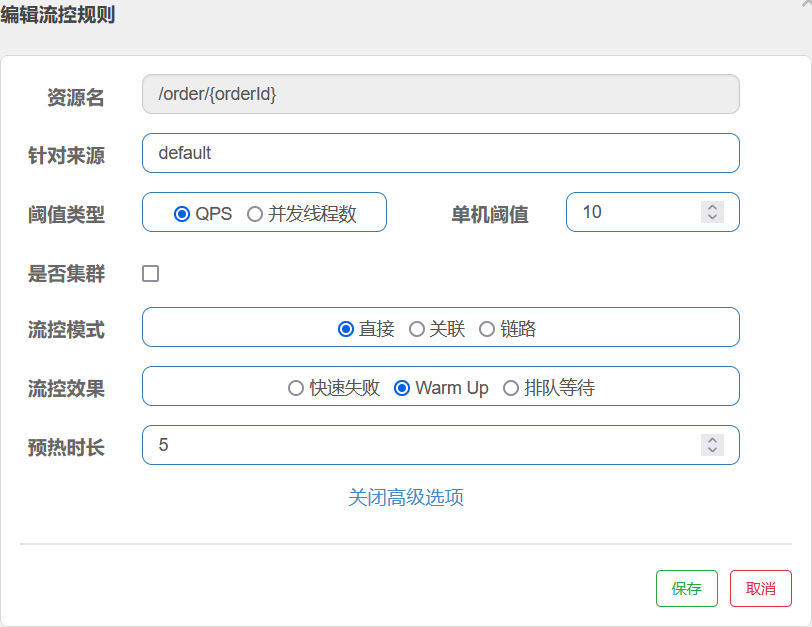 编辑流控规则
资源名 /order/{orderId}
针对来源 default
阈值类型 QPS 并发线程数 单机阈值 10
是否集群
流控模式 直接 关联 链路
流控效果 快速失败 Warm Up 排队等待
预热时长 5
关闭高级选项
保存 取消